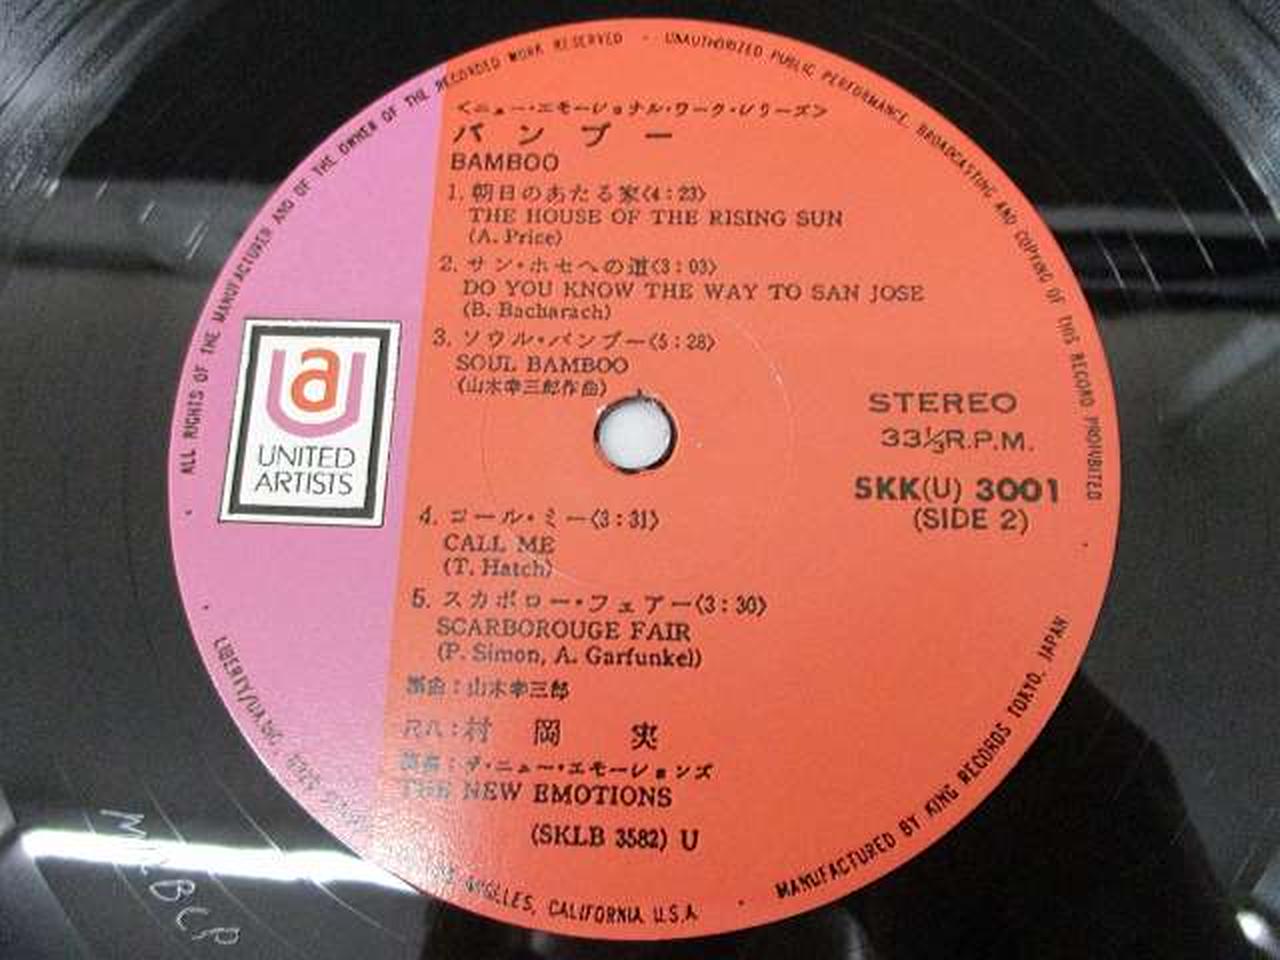 <ニュー・エモーショナル・ワーク・シリーズ>
バンブー
BAMBOO
1. 朝日のあたる家<4:23>
THE HOUSE OF THE RISING SUN
(A. Price)
2. サン・ホセへの道<3:03>
DO YOU KNOW THE WAY TO SAN JOSE
(B. Bacharach)
3. ソウル・バンブー<5:28>
SOUL BAMBOO
(山木幸三郎作曲)
UNITED
ARTISTS
STEREO
33⅓R.P.M.
SKK(U) 3001
(SIDE 2)
4. コール・ミー<3:31>
CALL ME
(T. Hatch)
5. スカボロー・フェアー<3:30>
SCARBOROUGE FAIR
(P. Simon, A. Garfunkel)
編曲:山木幸三郎
尺八:村岡 実
演奏:ザ・ニュー・エモーションズ
THE NEW EMOTIONS
(SKLB 3582) U
ALL RIGHTS OF THE MANUFACTURER AND OF THE OWNER OF THE RECORDED WORK RESERVED · UNAUTHORIZED PUBLIC PERFORMANCE, BROADCASTING AND COPYING OF THIS RECORD PROHIBITED
LIBERTY/UA, INC. ANGELES, CALIFORNIA U.S.A
MANUFACTURED BY KING RECORDS TOKYO, JAPAN